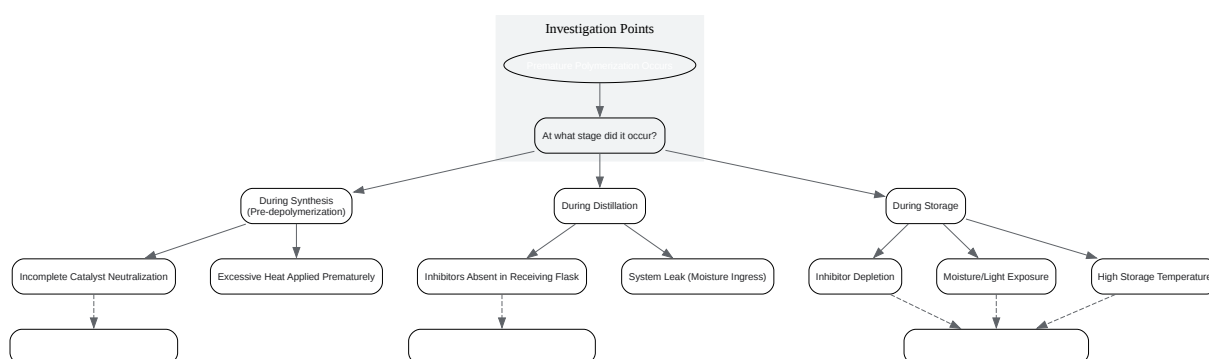 Investigation Points
Premature Polymerization Occurs
At what stage did it occur?
During Synthesis
(Pre-depolymerization)
During Distillation
During Storage
Incomplete Catalyst Neutralization
Excessive Heat Applied Prematurely
Inhibitors Absent in Receiving Flask
System Leak (Moisture Ingress)
Inhibitor Depletion
Moisture/Light Exposure
High Storage Temperature